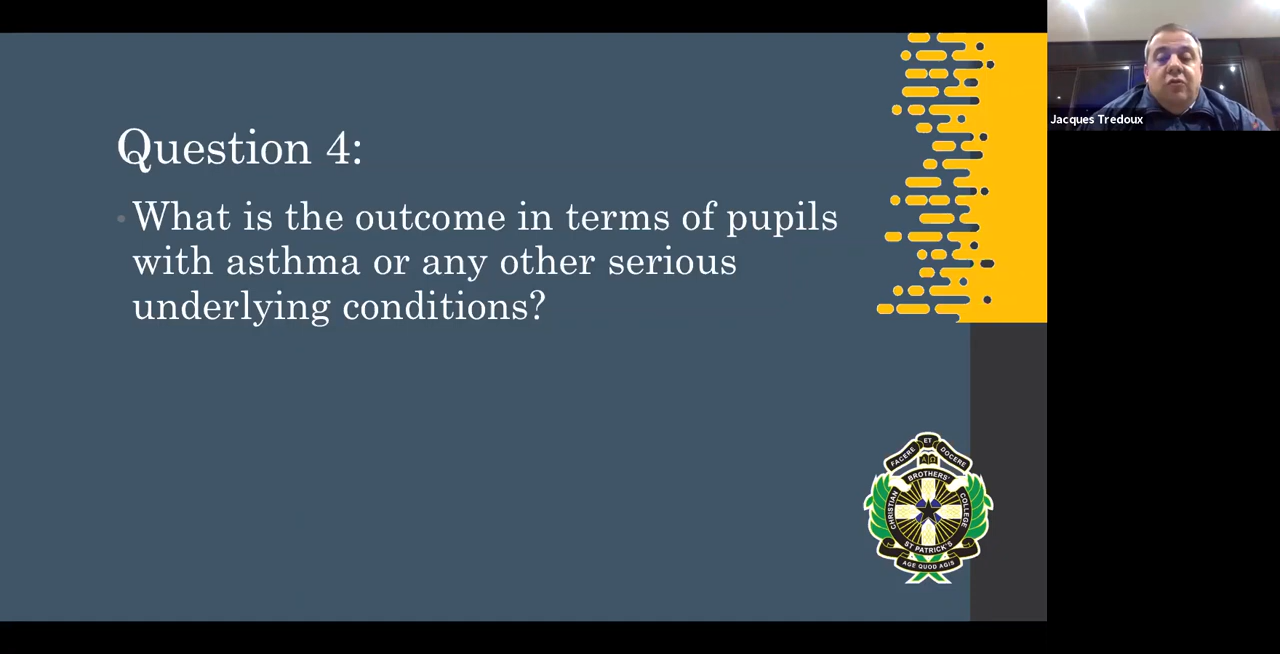 Question 4:
What is the outcome in terms of pupils
with asthma or any other serious
underlying conditions?
Jacques Tredoux
FACERE ET DOCERE
Α Ω
CHRISTIAN BROTHERS' COLLEGE
ST PATRICK'S
AGE QUOD AGIS